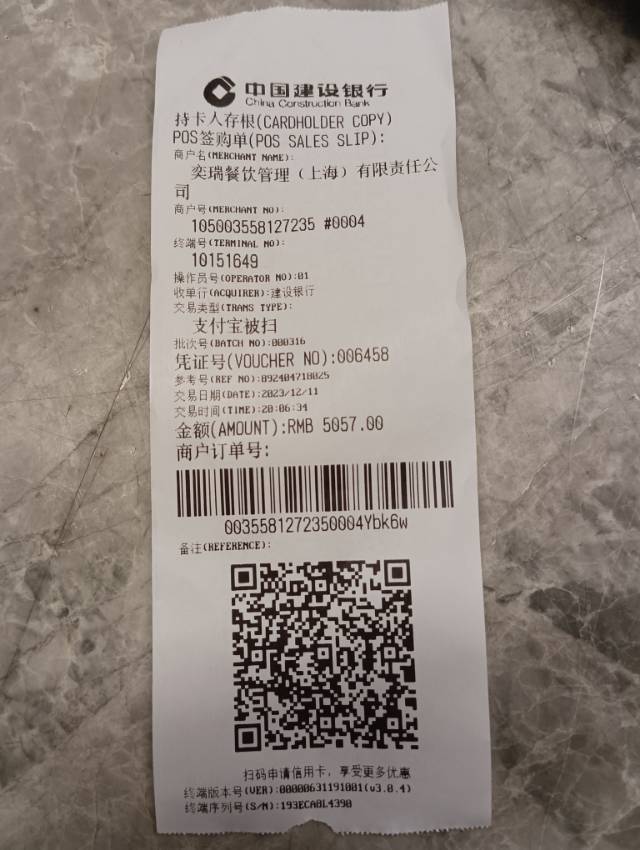 中国建设银行
China Construction Bank
持卡人存根(CARDHOLDER COPY)
POS签购单(POS SALES SLIP):
商户名(MERCHANT NAME):
奕瑞餐饮管理（上海）有限责任公
司
商户号(MERCHANT NO):
105003558127235 #0004
终端号(TERMINAL NO):
10151649
操作员号(OPERATOR NO):01
收单行(ACQUIRER):建设银行
交易类型(TRANS TYPE):
支付宝被扫
批次号(BATCH NO):000316
凭证号(VOUCHER NO):006458
参考号(REF NO):092404718025
交易日期(DATE):2023/12/11
交易时间(TIME):20:06:34
金额(AMOUNT):RMB 5057.00
商户订单号:
0035581272350004Ybk6w
备注(REFERENCE):
扫码申请信用卡，享受更多优惠
终端版本号(VER):00000631191001(v3.0.4)
终端序列号(S/N):193ECA0L4390